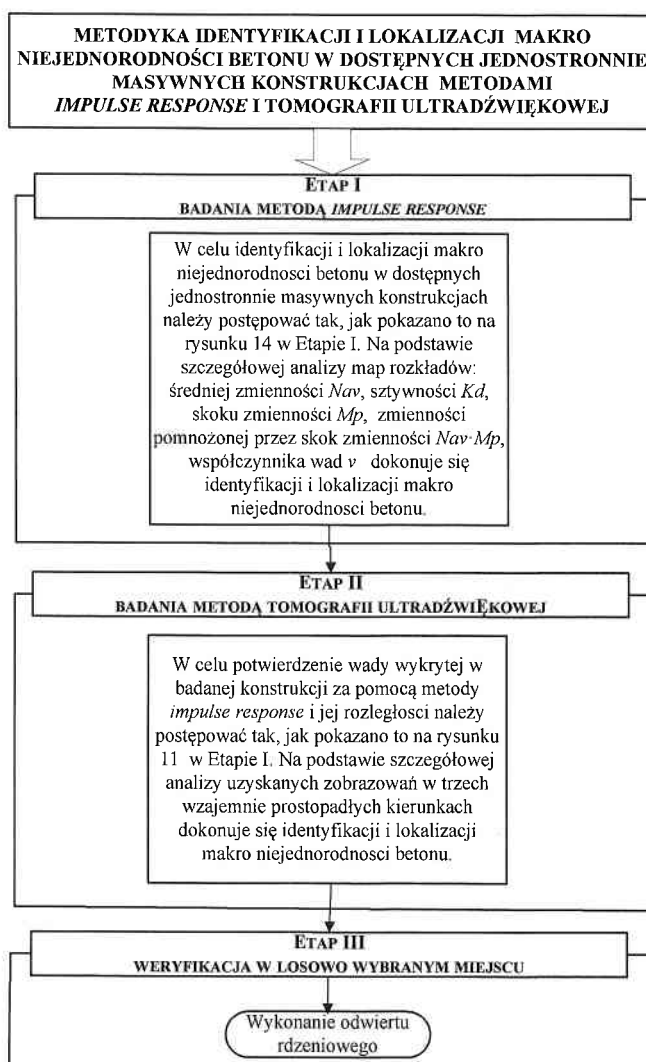 METODYKA IDENTYFIKACJI I LOKALIZACJI MAKRO
NIEJEDNORODNOŚCI BETONU W DOSTĘPNYCH JEDNOSTRONNIE
MASYWNYCH KONSTRUKCJACH METODAMI
IMPULSE RESPONSE I TOMOGRAFII ULTRADŹWIĘKOWEJ
ETAP I
BADANIA METODĄ IMPULSE RESPONSE
W celu identyfikacji i lokalizacji makro
niejednorodnosci betonu w dostępnych
jednostronnie masywnych konstrukcjach
należy postępować tak, jak pokazano to na
rysunku 14 w Etapie I. Na podstawie
szczegółowej analizy map rozkładów:
średniej zmienności Nav, sztywności Kd,
skoku zmienności Mp, zmienności
pomnożonej przez skok zmienności Nav·Mp,
współczynnika wad v dokonuje się
identyfikacji i lokalizacji makro
niejednorodnosci betonu.
ETAP II
BADANIA METODĄ TOMOGRAFII ULTRADŹWIĘKOWEJ
W celu potwierdzenie wady wykrytej w
badanej konstrukcji za pomocą metody
impulse response i jej rozległosci należy
postępować tak, jak pokazano to na rysunku
11 w Etapie I. Na podstawie szczegółowej
analizy uzyskanych zobrazowań w trzech
wzajemnie prostopadłych kierunkach
dokonuje się identyfikacji i lokalizacji
makro niejednorodnosci betonu.
ETAP III
WERYFIKACJA W LOSOWO WYBRANYM MIEJSCU
Wykonanie odwiertu
rdzeniowego